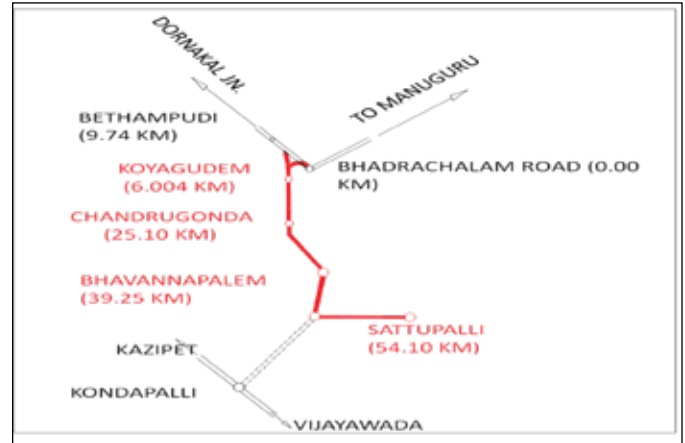 DORNAKAL JN.
TO MANUGURU
BETHAMPUDI
(9.74 KM)
BHADRACHALAM ROAD (0.00
KM)
KOYAGUDEM
(6.004 KM)
CHANDRUGONDA
(25.10 KM)
BHAVANNAPALEM
(39.25 KM)
SATTUPALLI
(54.10 KM)
KAZIPET
KONDAPALLI
VIJAYAWADA